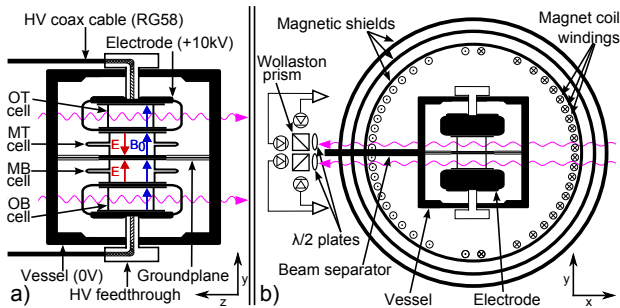 HV coax cable (RG58)
Electrode (+10kV)
OT
cell
MT
cell
MB
cell
OB
cell
E
B0
E
Vessel (0V)
Groundplane
HV feedthrough
a)
y
z
Magnetic shields
Magnet coil
windings
Wollaston
prism
λ/2 plates
Beam separator
Vessel
Electrode
b)
y
x